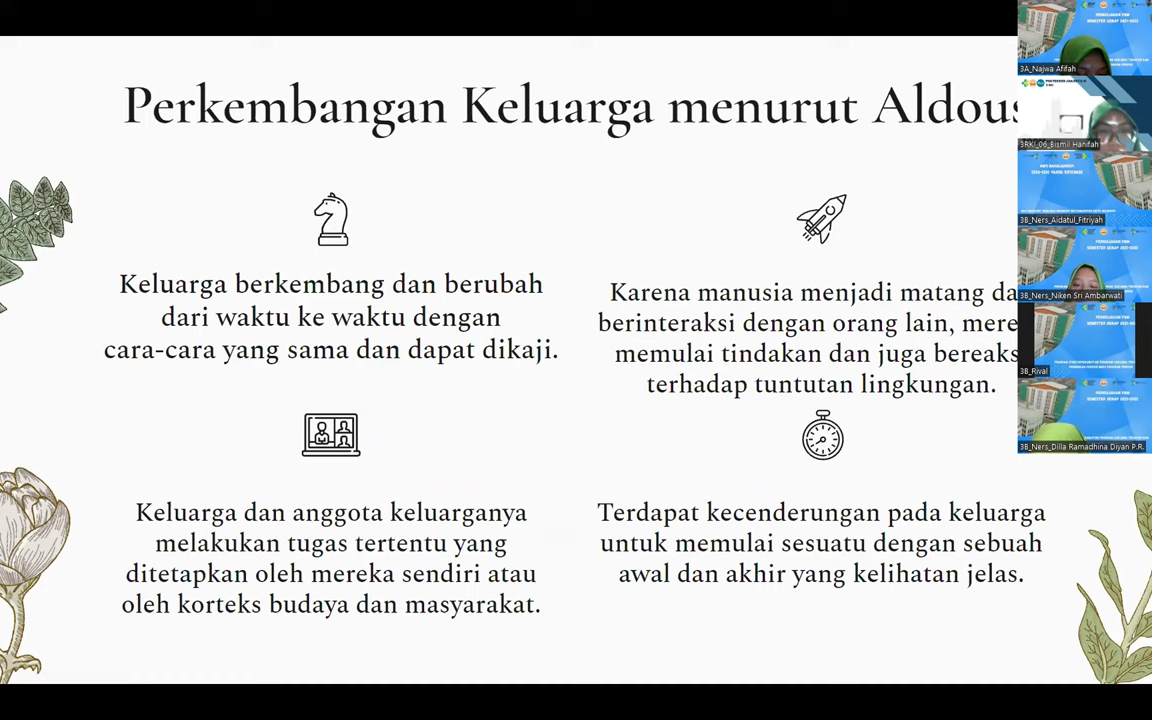 Perkembangan Keluarga menurut Aldous
Keluarga berkembang dan berubah
dari waktu ke waktu dengan
cara-cara yang sama dan dapat dikaji.
Karena manusia menjadi matang da
berinteraksi dengan orang lain, mere
memulai tindakan dan juga bereaks
terhadap tuntutan lingkungan.
Keluarga dan anggota keluarganya
melakukan tugas tertentu yang
ditetapkan oleh mereka sendiri atau
oleh korteks budaya dan masyarakat.
Terdapat kecenderungan pada keluarga
untuk memulai sesuatu dengan sebuah
awal dan akhir yang kelihatan jelas.
3A_Najwa Afifah
3RKI_06_Bismil Hanifah
3B_Ners_Aidatul_Fitriyah
3B_Ners_Niken Sri Ambarwati
3B_Rival
3B_Ners_Dilla Ramadhina Diyan P.R.